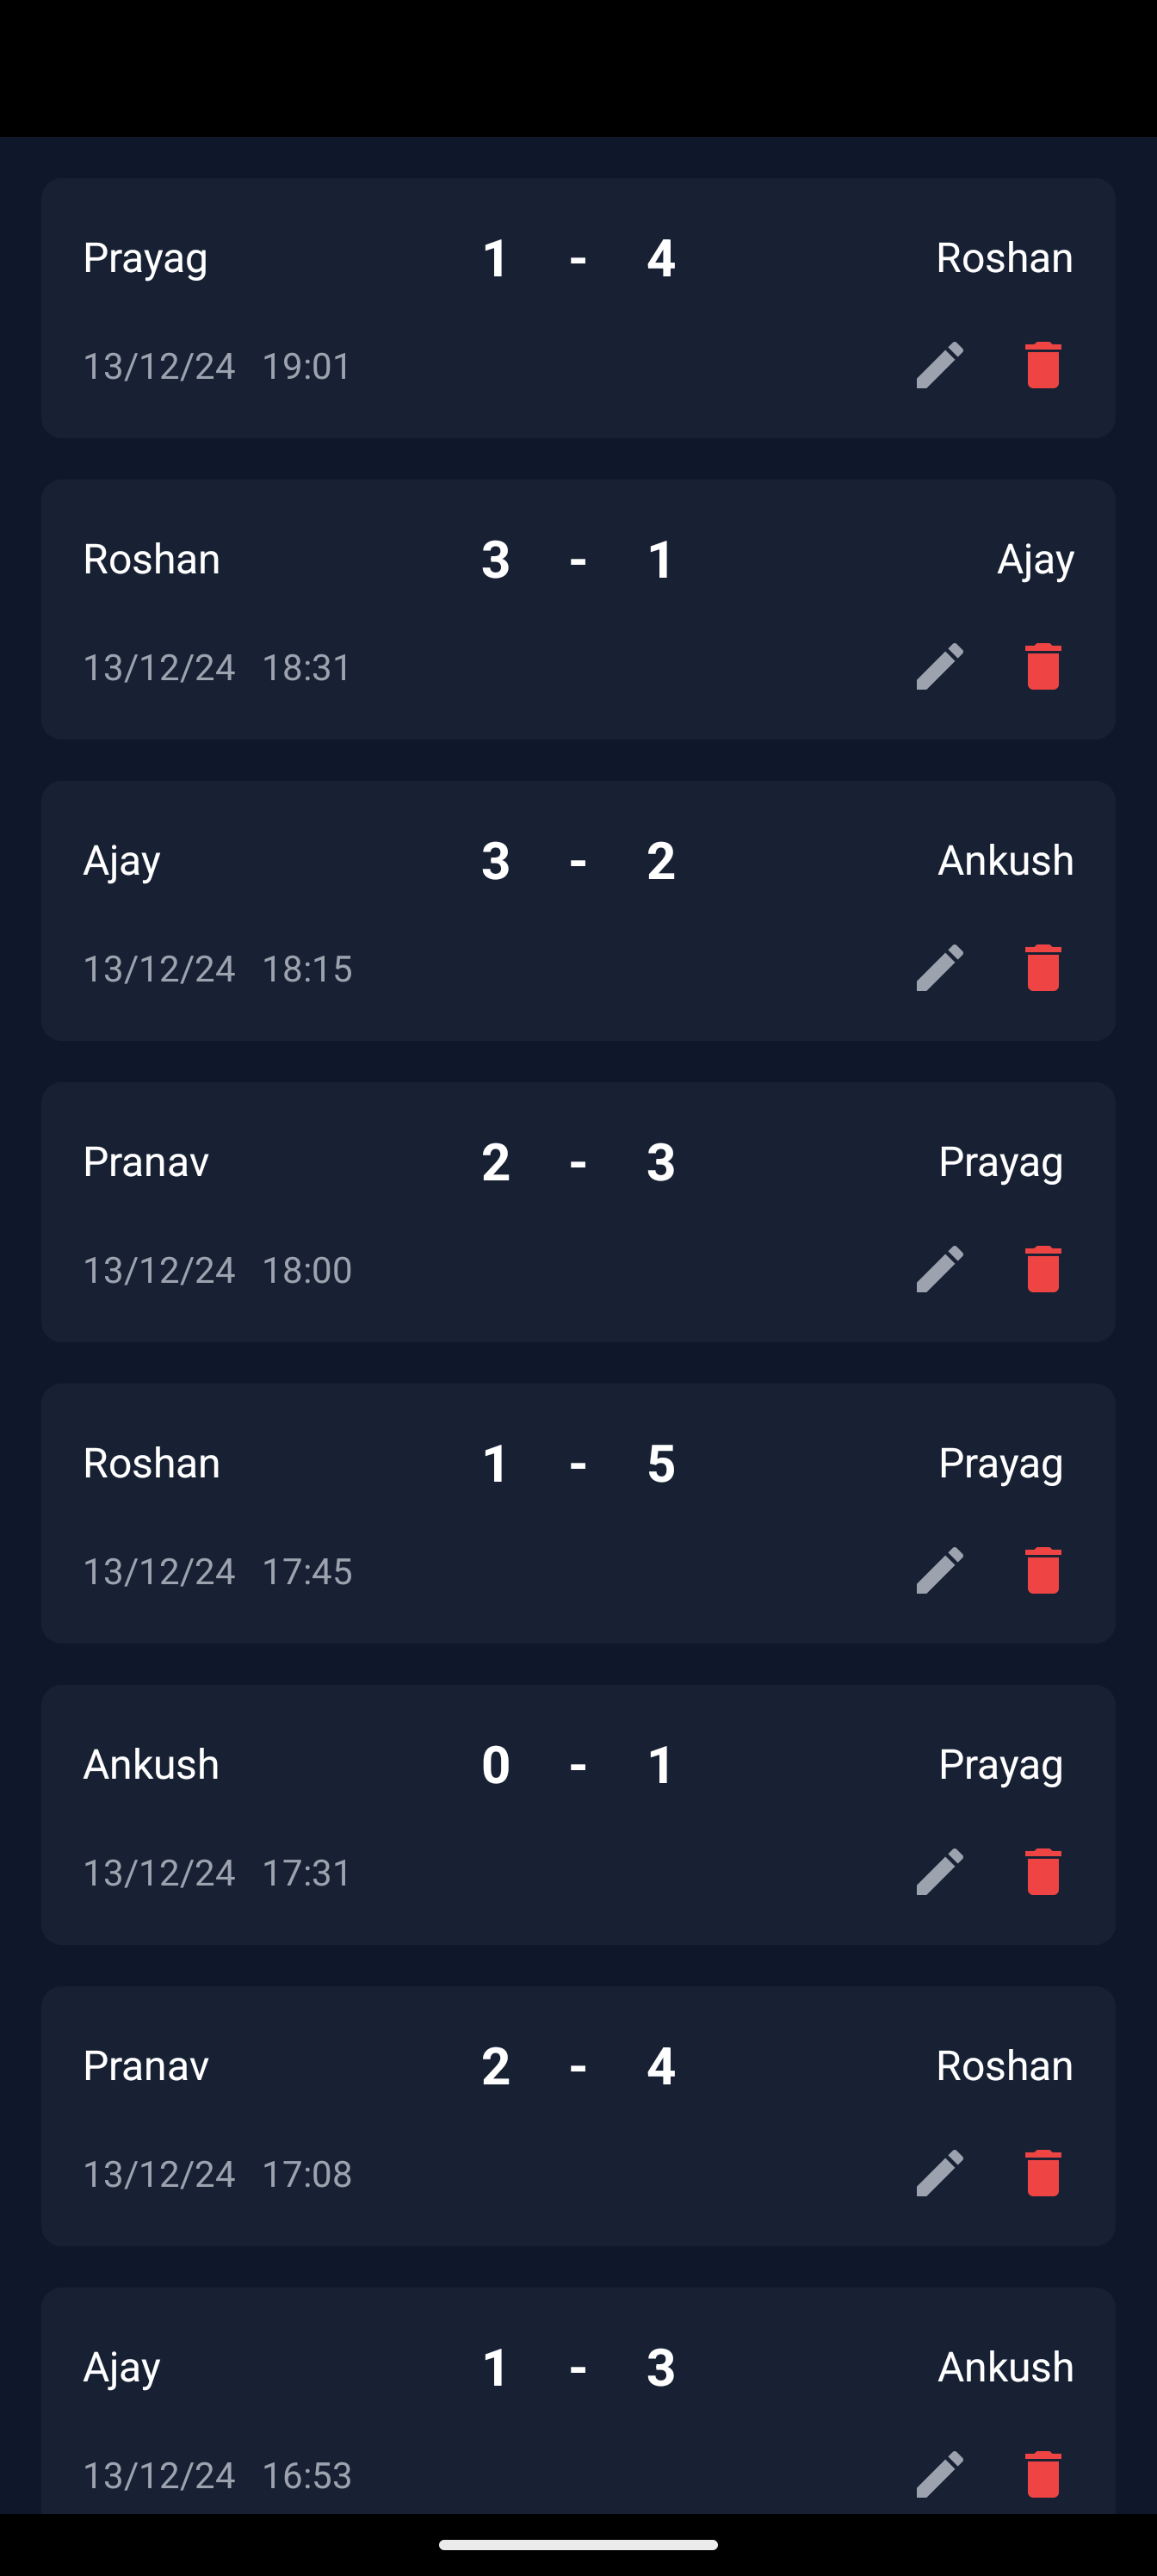 Prayag 1 - 4 Roshan
13/12/24 19:01
Roshan 3 - 1 Ajay
13/12/24 18:31
Ajay 3 - 2 Ankush
13/12/24 18:15
Pranav 2 - 3 Prayag
13/12/24 18:00
Roshan 1 - 5 Prayag
13/12/24 17:45
Ankush 0 - 1 Prayag
13/12/24 17:31
Pranav 2 - 4 Roshan
13/12/24 17:08
Ajay 1 - 3 Ankush
13/12/24 16:53